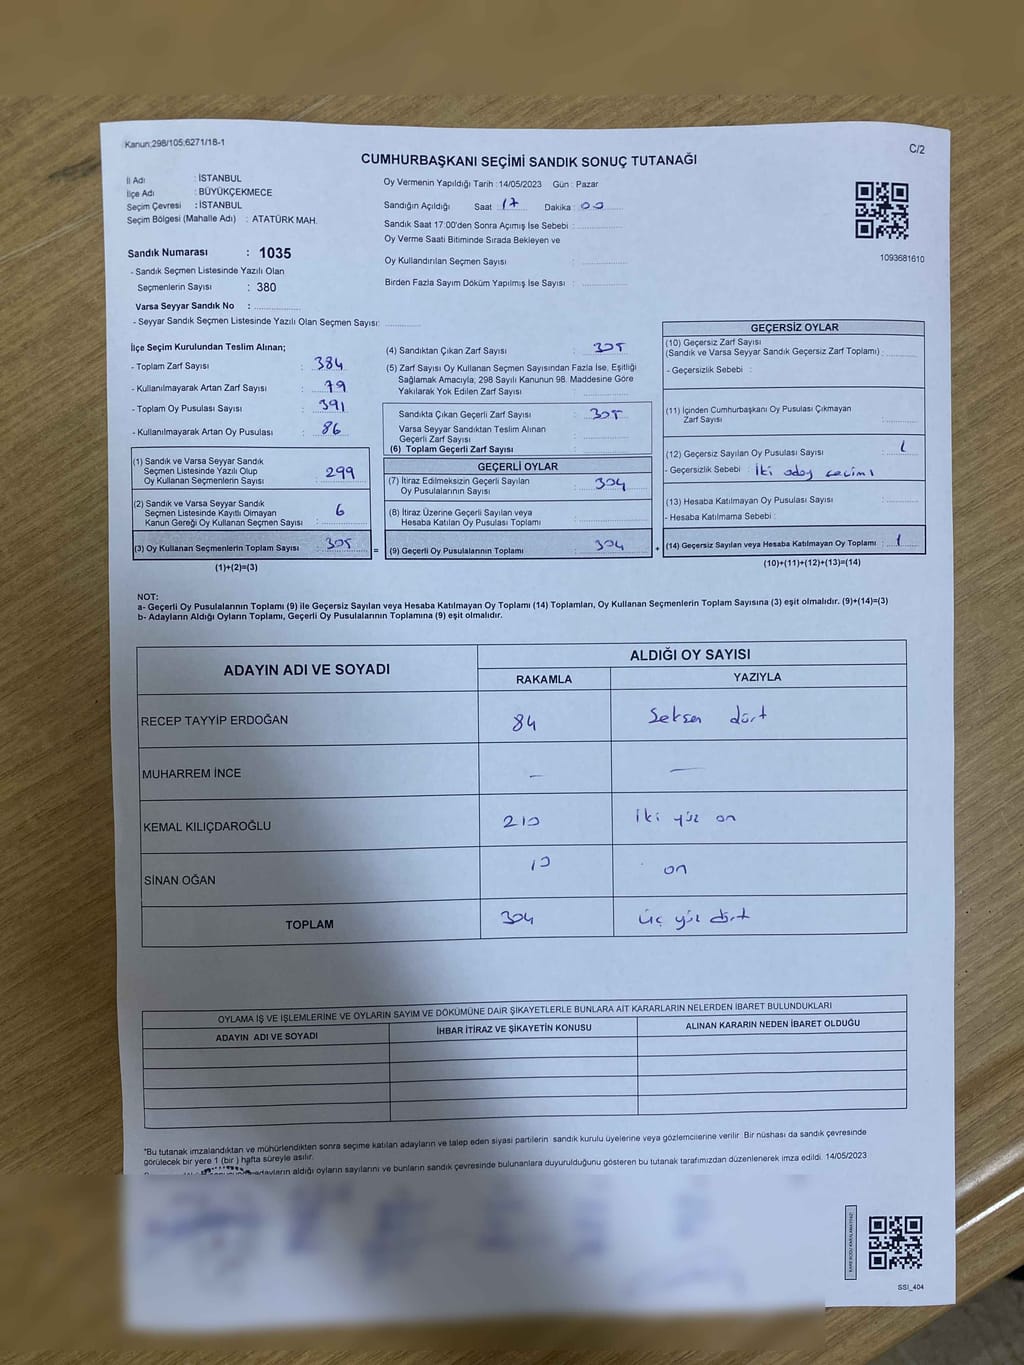 Kanun;298/105;6271/18-1
C/2
CUMHURBAŞKANI SEÇİMİ SANDIK SONUÇ TUTANAĞI
İl Adı : İSTANBUL
İlçe Adı : BÜYÜKÇEKMECE
Seçim Çevresi : İSTANBUL
Seçim Bölgesi (Mahalle Adı) : ATATÜRK MAH.
Oy Vermenin Yapıldığı Tarih :14/05/2023 Gün : Pazar
Sandığın Açıldığı Saat : 17 Dakika : 00
Sandık Saat 17:00'den Sonra Açımış İse Sebebi :
Oy Verme Saati Bitiminde Sırada Bekleyen ve
Oy Kullandırılan Seçmen Sayısı :
Birden Fazla Sayım Döküm Yapılmış İse Sayısı :
1093681610
Sandık Numarası : 1035
- Sandık Seçmen Listesinde Yazılı Olan
Seçmenlerin Sayısı : 380
Varsa Seyyar Sandık No :
- Seyyar Sandık Seçmen Listesinde Yazılı Olan Seçmen Sayısı:
İlçe Seçim Kurulundan Teslim Alınan;
- Toplam Zarf Sayısı : 384
- Kullanılmayarak Artan Zarf Sayısı : 79
- Toplam Oy Pusulası Sayısı : 391
- Kullanılmayarak Artan Oy Pusulası : 86
(1) Sandık ve Varsa Seyyar Sandık
Seçmen Listesinde Yazılı Olup
Oy Kullanan Seçmenlerin Sayısı : 299
(2) Sandık ve Varsa Seyyar Sandık
Seçmen Listesinde Kayıtlı Olmayan
Kanun Gereği Oy Kullanan Seçmen Sayısı : 6
(3) Oy Kullanan Seçmenlerin Toplam Sayısı : 305 =
(1)+(2)=(3)
(4) Sandıktan Çıkan Zarf Sayısı : 305
(5) Zarf Sayısı Oy Kullanan Seçmen Sayısından Fazla İse, Eşitliği
Sağlamak Amacıyla; 298 Sayılı Kanunun 98. Maddesine Göre
Yakılarak Yok Edilen Zarf Sayısı :
Sandıkta Çıkan Geçerli Zarf Sayısı : 305
Varsa Seyyar Sandıktan Teslim Alınan
Geçerli Zarf Sayısı :
(6) Toplam Geçerli Zarf Sayısı :
GEÇERLİ OYLAR
(7) İtiraz Edilmeksizin Geçerli Sayılan
Oy Pusulalarının Sayısı : 304
(8) İtiraz Üzerine Geçerli Sayılan veya
Hesaba Katılan Oy Pusulası Toplamı :
(9) Geçerli Oy Pusulalarının Toplamı : 304 +
GEÇERSİZ OYLAR
(10) Geçersiz Zarf Sayısı
(Sandık ve Varsa Seyyar Sandık Geçersiz Zarf Toplamı) :
- Geçersizlik Sebebi :
(11) İçinden Cumhurbaşkanı Oy Pusulası Çıkmayan
Zarf Sayısı :
(12) Geçersiz Sayılan Oy Pusulası Sayısı : 1
- Geçersizlik Sebebi : İki aday seçimi
(13) Hesaba Katılmayan Oy Pusulası Sayısı :
- Hesaba Katılmama Sebebi :
(14) Geçersiz Sayılan veya Hesaba Katılmayan Oy Toplamı : 1
(10)+(11)+(12)+(13)=(14)
NOT:
a- Geçerli Oy Pusulalarının Toplamı (9) ile Geçersiz Sayılan veya Hesaba Katılmayan Oy Toplamı (14) Toplamları, Oy Kullanan Seçmenlerin Toplam Sayısına (3) eşit olmalıdır. (9)+(14)=(3)
b- Adayların Aldığı Oyların Toplamı, Geçerli Oy Pusulalarının Toplamına (9) eşit olmalıdır.
ADAYIN ADI VE SOYADI ALDIĞI OY SAYISI
RAKAMLA YAZIYLA
RECEP TAYYİP ERDOĞAN 84 Seksen dört
MUHARREM İNCE - -
KEMAL KILIÇDAROĞLU 210 iki yüz on
SİNAN OĞAN 10 on
TOPLAM 304 üç yüz dört
OYLAMA İŞ VE İŞLEMLERİNE VE OYLARIN SAYIM VE DÖKÜMÜNE DAİR ŞİKAYETLERLE BUNLARA AİT KARARLARIN NELERDEN İBARET BULUNDUKLARI
ADAYIN ADI VE SOYADI İHBAR İTİRAZ VE ŞİKAYETİN KONUSU ALINAN KARARIN NEDEN İBARET OLDUĞU
*Bu tutanak imzalandıktan ve mühürlendikten sonra seçime katılan adayların ve talep eden siyasi partilerin sandık kurulu üyelerine veya gözlemcilerine verilir. Bir nüshası da sandık çevresinde
görülecek bir yere 1 (bir ) hafta süreyle asılır.
adayların aldığı oyların sayılarını ve bunların sandık çevresinde bulunanlara duyurulduğunu gösteren bu tutanak tarafımızdan düzenlenerek imza edildi. 14/05/2023
SSI_404